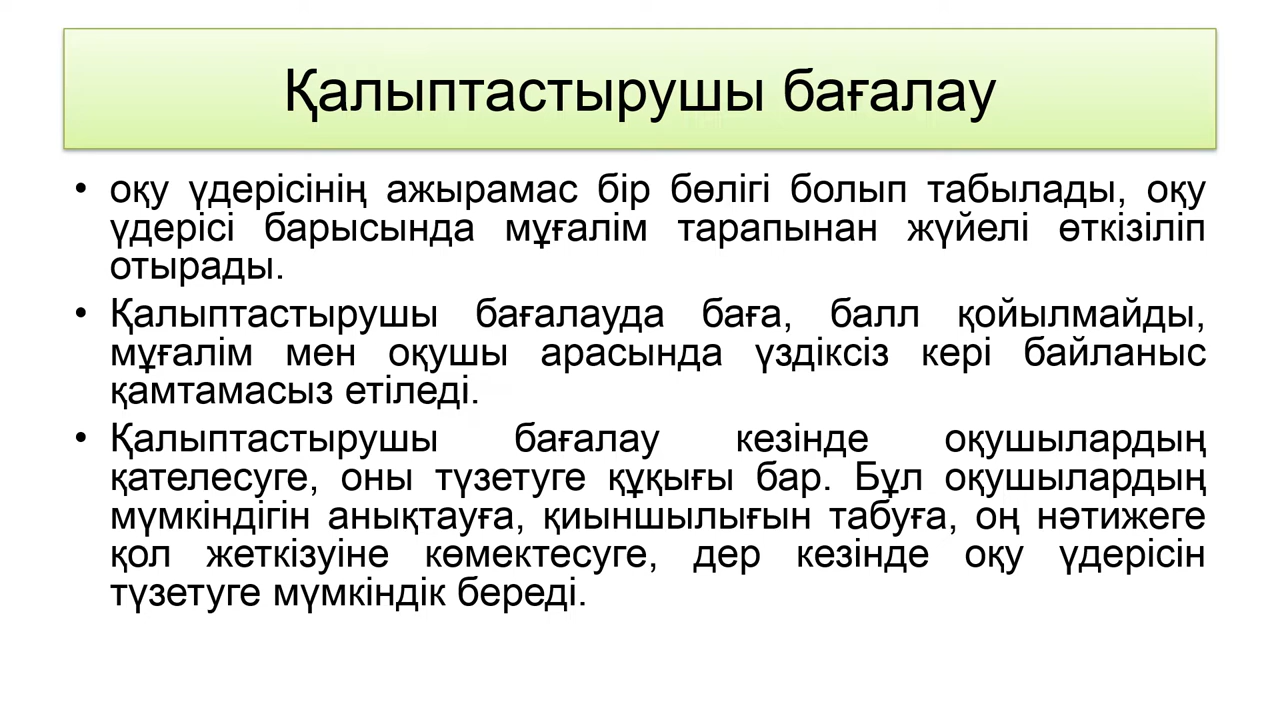 Қалыптастырушы бағалау
• оқу үдерісінің ажырамас бір бөлігі болып табылады, оқу
үдерісі барысында мұғалім тарапынан жүйелі өткізіліп
отырады.
• Қалыптастырушы бағалауда баға, балл қойылмайды,
мұғалім мен оқушы арасында үздіксіз кері байланыс
қамтамасыз етіледі.
• Қалыптастырушы бағалау кезінде оқушылардың
қателесуге, оны түзетуге құқығы бар. Бұл оқушылардың
мүмкіндігін анықтауға, қиыншылығын табуға, оң нәтижеге
қол жеткізуіне көмектесуге, дер кезінде оқу үдерісін
түзетуге мүмкіндік береді.